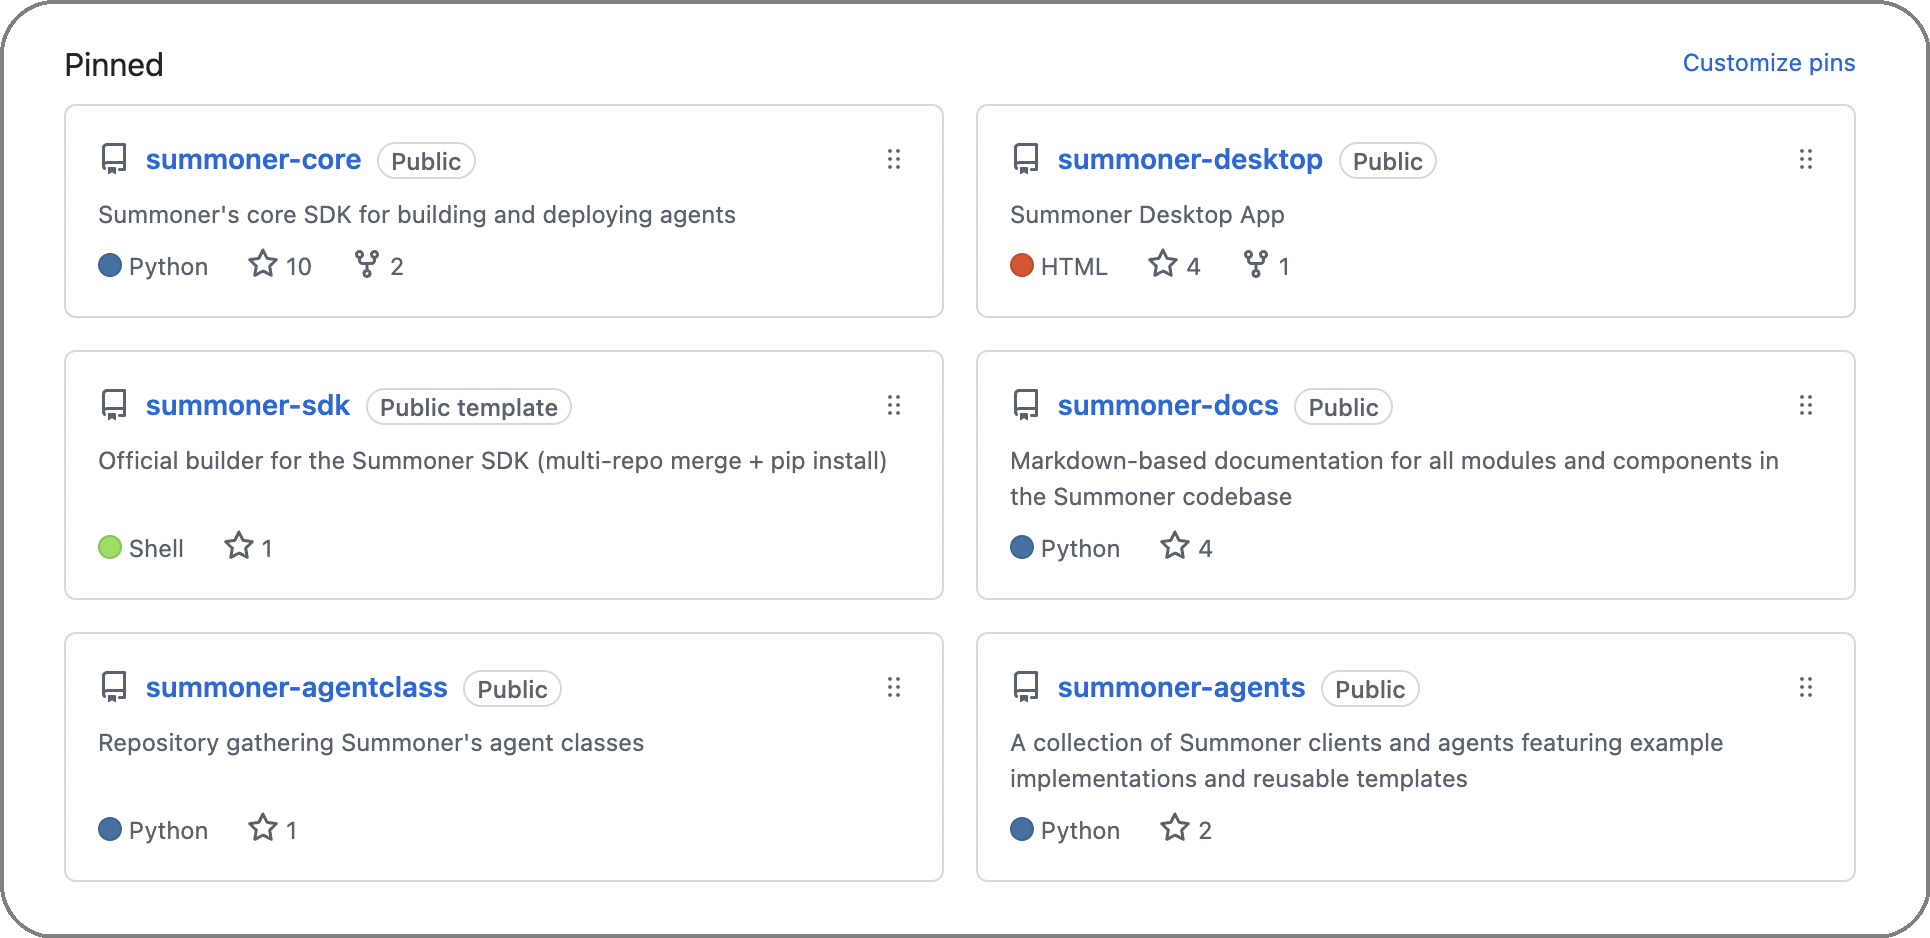 Pinned
Customize pins
summoner-core Public
Summoner's core SDK for building and deploying agents
Python 10 2
summoner-desktop Public
Summoner Desktop App
HTML 4 1
summoner-sdk Public template
Official builder for the Summoner SDK (multi-repo merge + pip install)
Shell 1
summoner-docs Public
Markdown-based documentation for all modules and components in
the Summoner codebase
Python 4
summoner-agentclass Public
Repository gathering Summoner's agent classes
Python 1
summoner-agents Public
A collection of Summoner clients and agents featuring example
implementations and reusable templates
Python 2